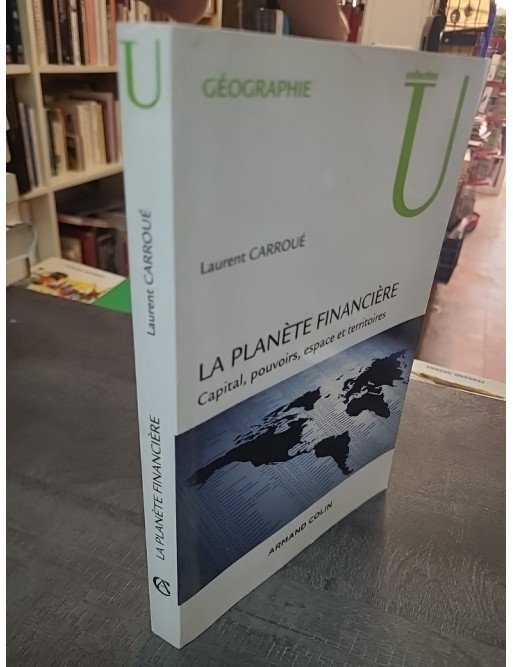 U
Laurent CARROUÉ
LA PLANÈTE FINANCIÈRE
GÉOGRAPHIE
collection
U
Laurent CARROUÉ
LA PLANÈTE FINANCIÈRE
Capital, pouvoirs, espace et territoires
ARMAND COLIN